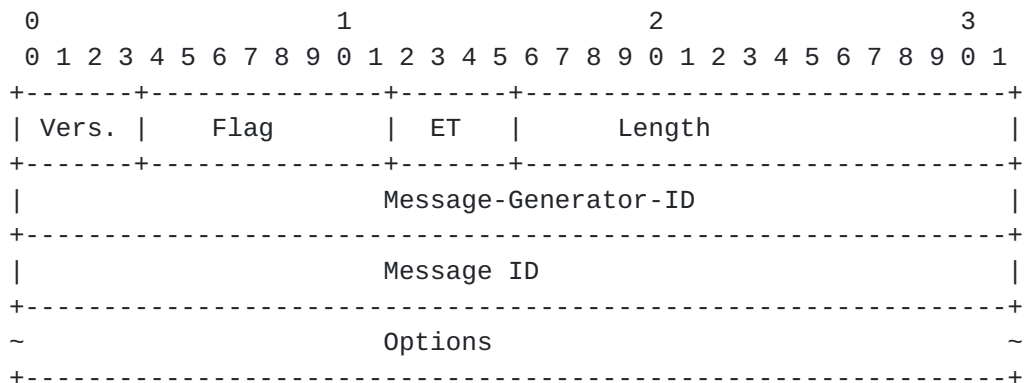 0                   1                   2                   3
 0 1 2 3 4 5 6 7 8 9 0 1 2 3 4 5 6 7 8 9 0 1 2 3 4 5 6 7 8 9 0 1
+-------+---------------+-------+-------------------------------+
| Vers. |    Flag       |  ET   |      Length                   |
+-------+---------------+-------+-------------------------------+
|                       Message-Generator-ID                    |
+---------------------------------------------------------------+
|                       Message ID                              |
+---------------------------------------------------------------+
~                       Options                                 ~
+---------------------------------------------------------------+